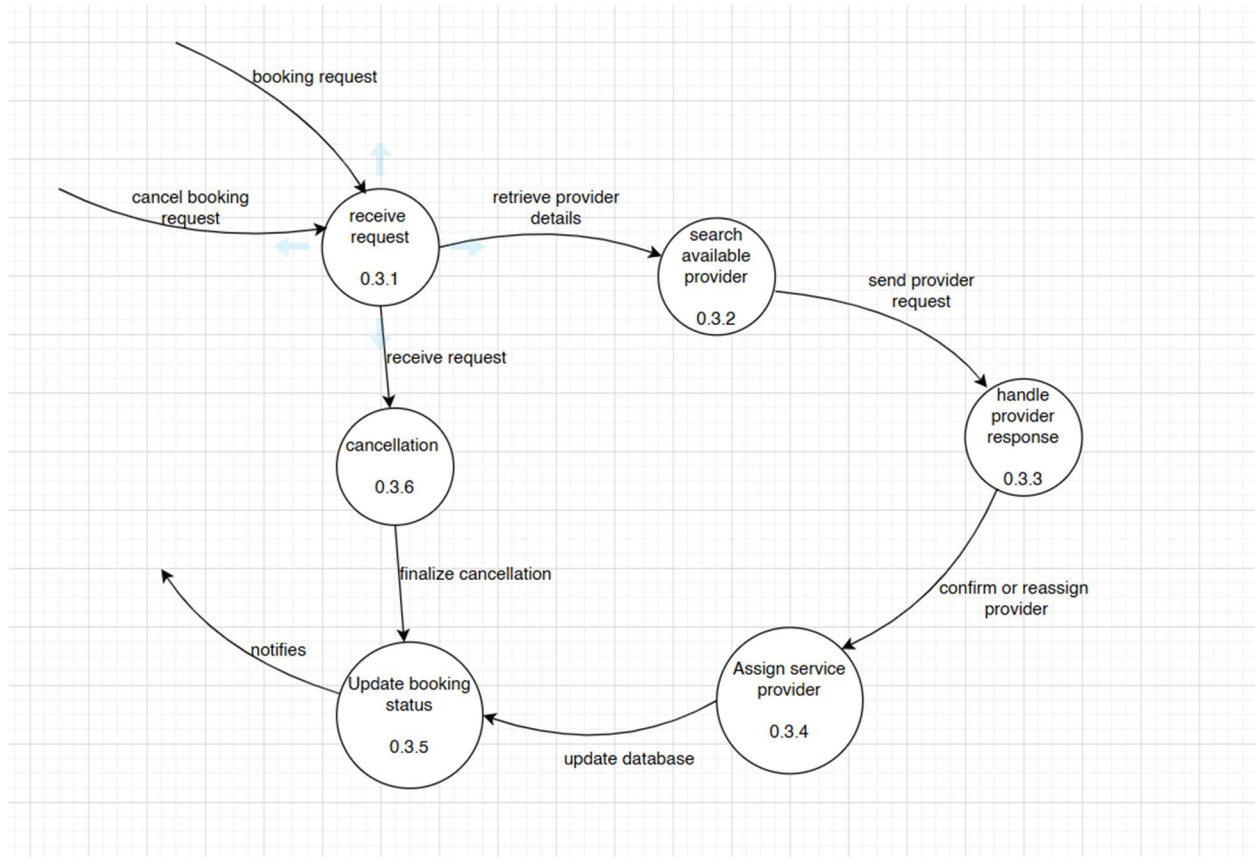 booking request
cancel booking
request
receive
request
0.3.1
retrieve provider
details
search
available
provider
0.3.2
send provider
request
handle
provider
response
0.3.3
receive request
cancellation
0.3.6
finalize cancellation
confirm or reassign
provider
notifies
Update booking
status
0.3.5
Assign service
provider
0.3.4
update database